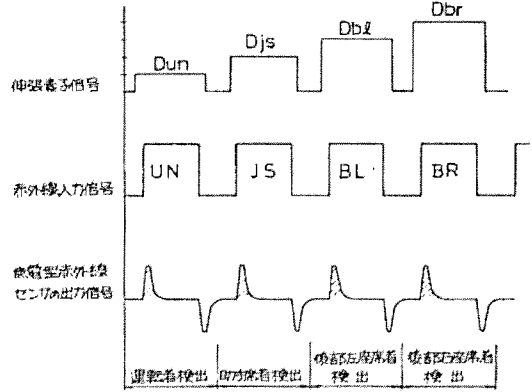 Dun
Djs
Dbℓ
Dbr
伸張素子信号
UN
JS
BL
BR
赤外線入力信号
焦電型赤外線
センサの出力信号
運転者検出
助手席者検出
後部左座席者
検出
後部右座席者
検出